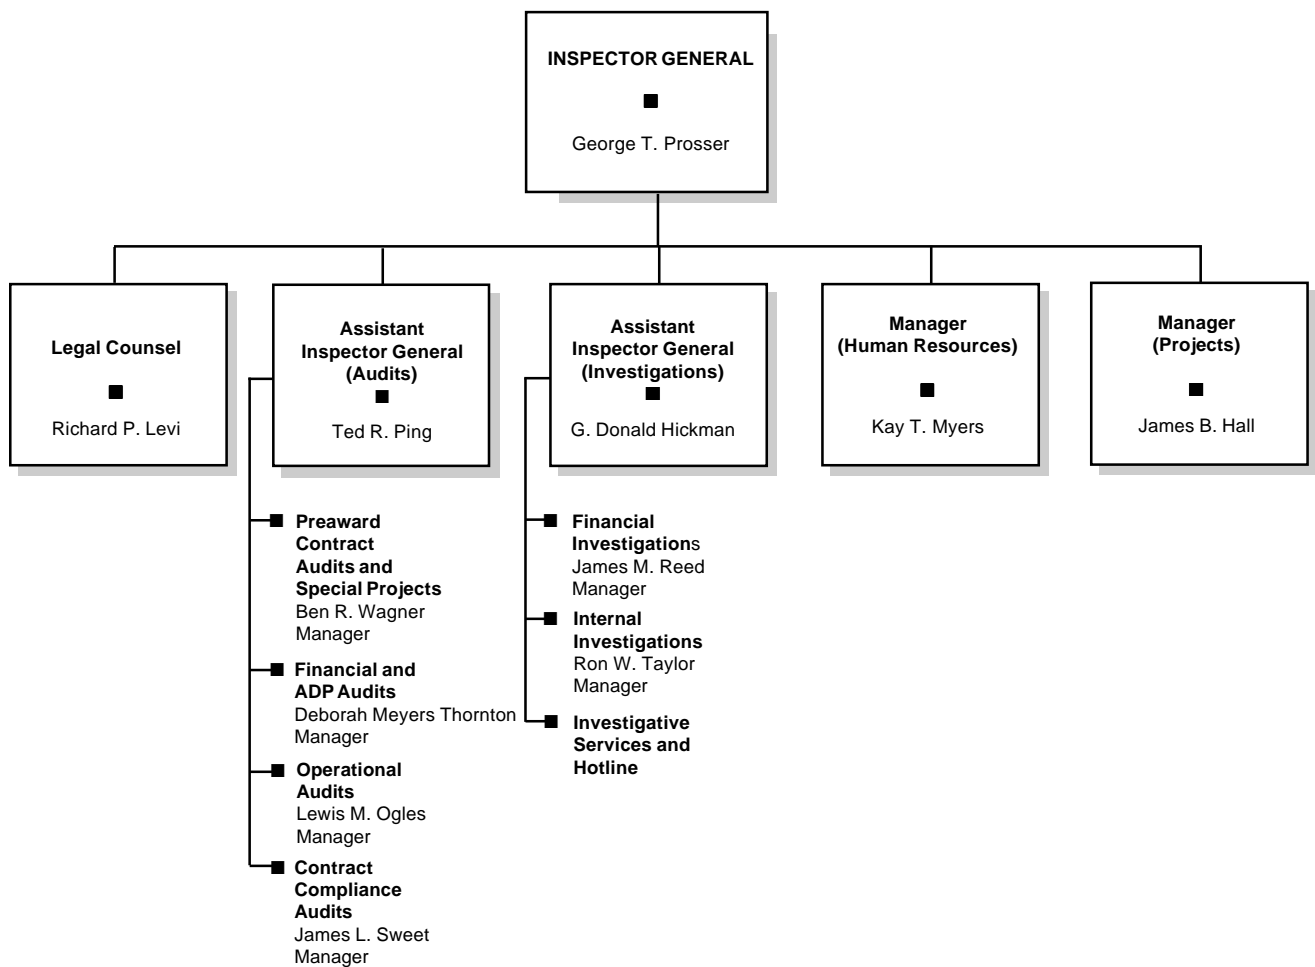 INSPECTOR GENERAL
George T. Prosser
Legal Counsel
Richard P. Levi
Assistant
Inspector General
(Audits)
Ted R. Ping
Assistant
Inspector General
(Investigations)
G. Donald Hickman
Manager
(Human Resources)
Kay T. Myers
Manager
(Projects)
James B. Hall
Preaward
Contract
Audits and
Special Projects
Ben R. Wagner
Manager
Financial and
ADP Audits
Deborah Meyers Thornton
Manager
Operational
Audits
Lewis M. Ogles
Manager
Contract
Compliance
Audits
James L. Sweet
Manager
Financial
Investigations
James M. Reed
Manager
Internal
Investigations
Ron W. Taylor
Manager
Investigative
Services and
Hotline